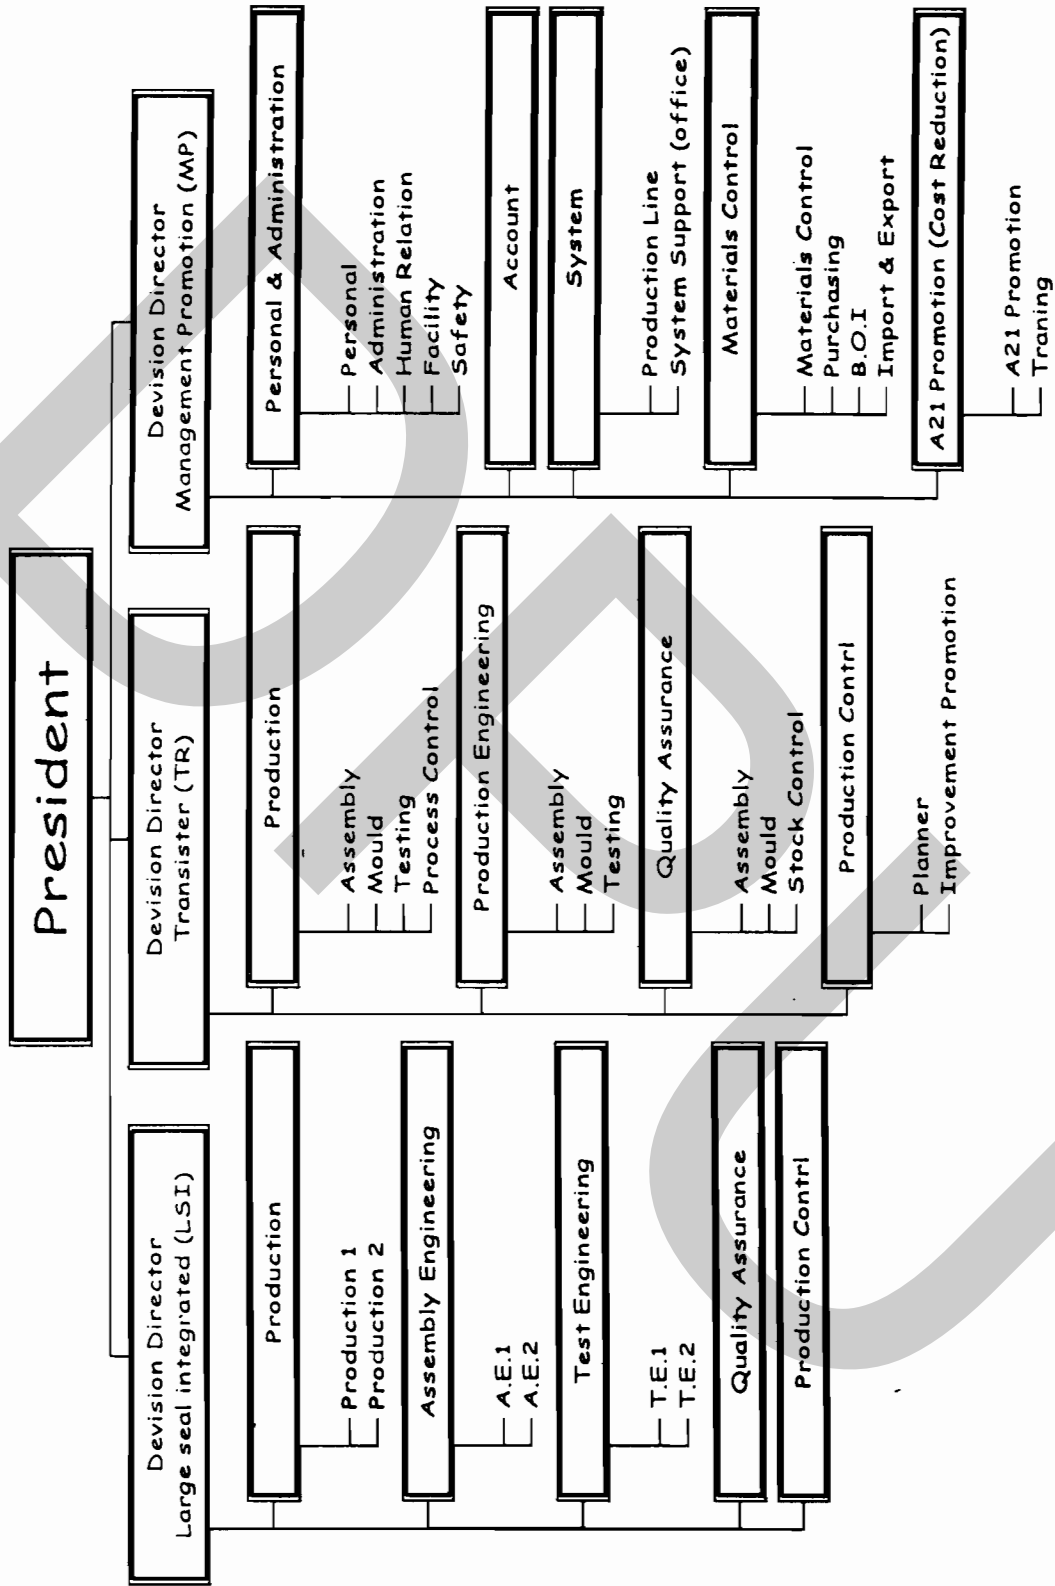 President
Devision Director
Large seal integrated (LSI)
Production
Production 1
Production 2
Assembly Engineering
A.E.1
A.E.2
Test Engineering
T.E.1
T.E.2
Quality Assurance
Production Contrl
Devision Director
Transister (TR)
Production
Assembly
Mould
Testing
Process Control
Production Engineering
Assembly
Mould
Testing
Quality Assurance
Assembly
Mould
Stock Control
Production Contrl
Planner
Improvement Promotion
Devision Director
Management Promotion (MP)
Personal & Administration
Personal
Administration
Human Relation
Facility
Safety
Account
System
Production Line
System Support (office)
Materials Control
Materials Control
Purchasing
B.O.I
Import & Export
A21 Promotion (Cost Reduction)
A21 Promotion
Traning
DPU